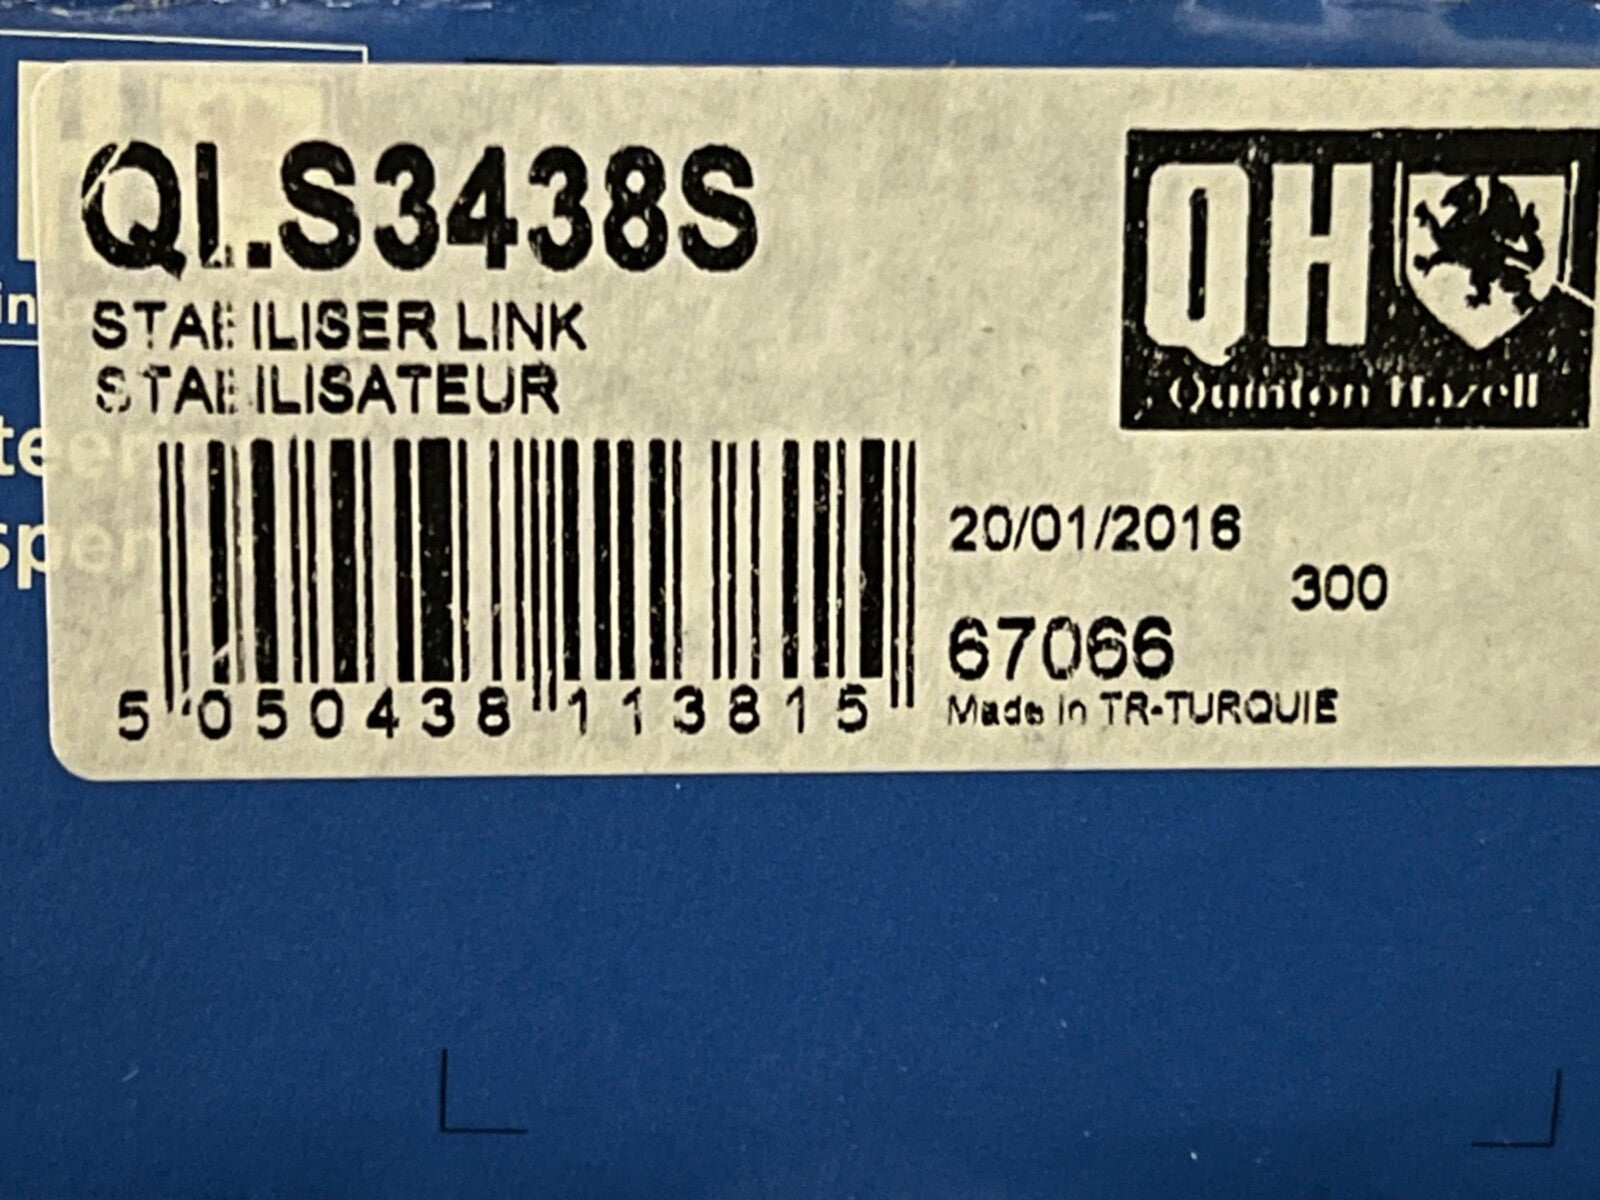 QLS3438S
STABILISER LINK
STABILISATEUR
QH
Quinton Hazell
20/01/2016
300
67066
Made in TR-TURQUIE
5 050438 113815